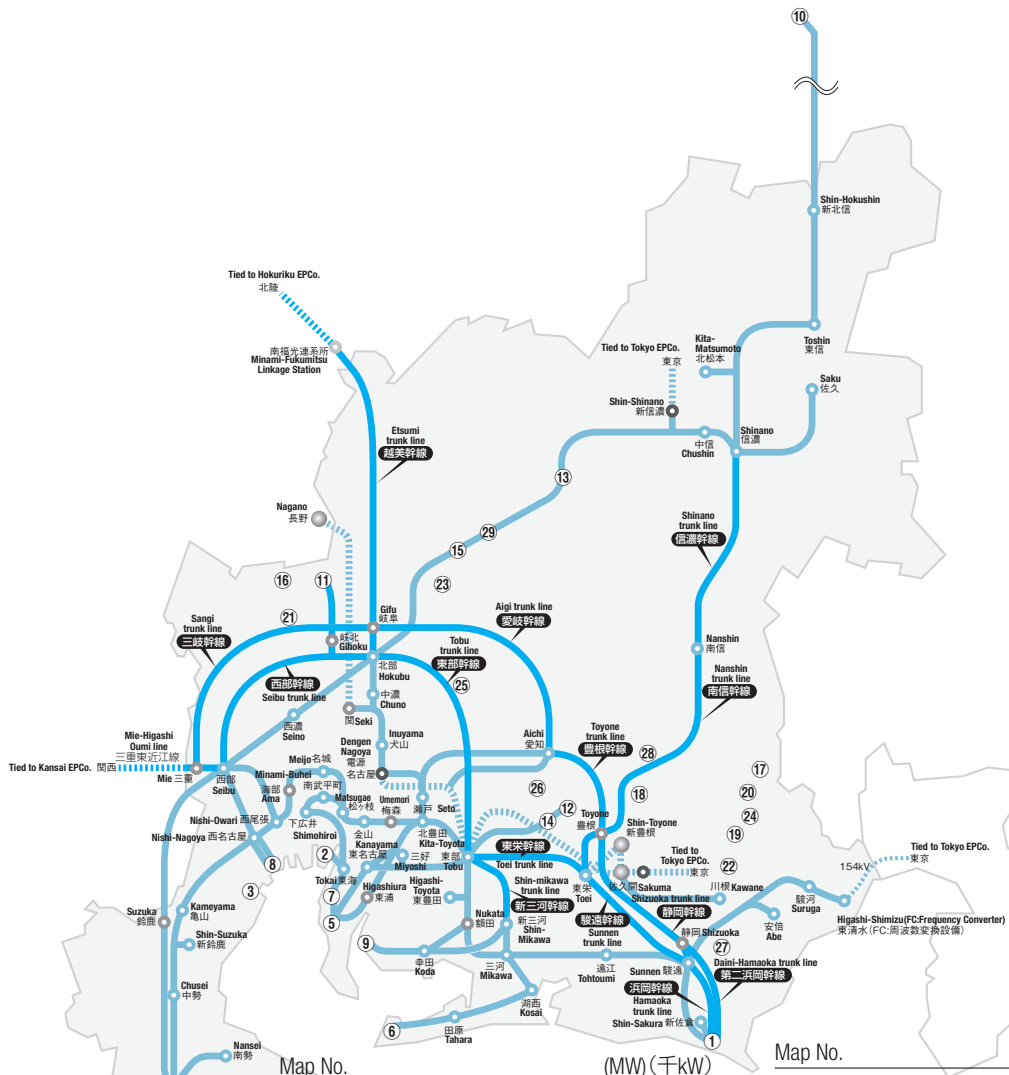 ⑩
Shin-Hokushin
新北信
Tied to Hokuriku EPCo.
北陸
南福光連系所
Minami-Fukumitsu
Linkage Station
Toshin
東信
Kita-
Matsumoto
北松本
Tied to Tokyo EPCo.
東京
Saku
佐久
Shin-Shinano
新信濃
Shinano
信濃
中信
Chushin
Etsumi
trunk line
越美幹線
⑬
Nagano
長野
Shinano
trunk line
信濃幹線
㉙
⑮
⑯
⑪
㉓
Gifu
岐阜
Aigi trunk line
愛岐幹線
Sangi
trunk line
三岐幹線
㉑
岐北
Gihoku
Tobu
trunk line
東部幹線
Nanshin
南信
北部
Hokubu
Nanshin
trunk line
南信幹線
西部幹線
Seibu trunk line
㉕
中濃
Chuno
関 Seki
西濃
Seino
Inuyama
犬山
Aichi
愛知
Toyone
trunk line
豊根幹線
Mie-Higashi
Oumi line
三重東近江線
Dengen
Nagoya
電源
名古屋
㉘
Tied to Kansai EPCo.
関西
Mie 三重
西部
Seibu
Meijo 名城
Minami-Buhei
南武平町
海部
Ama
Matsugae
松ヶ枝
Umemori
梅森
瀬戸 Seto
㉖
⑫
⑭
⑱
⑰
⑳
㉔
⑲
㉒
Nishi-Owari
西尾張
Nishi-Nagoya
西名古屋
下広井
Shimohiroi
金山
Kanayama
北豊田
Kita-Toyota
Toyone
豊根
Shin-Toyone
新豊根
東名古屋
三好
Miyoshi
東部
Tobu
東栄幹線
Toei trunk line
Tied to
Tokyo EPCo.
東京
154kV
Tied to Tokyo EPCo.
東京
②
⑧
③
Tokai 東海
⑦
⑤
Higashiura
東浦
Higashi-
Toyota
東豊田
Shin-mikawa
trunk line
新三河幹線
東栄
Toei
佐久間 Sakuma
Shizuoka trunk line
静岡幹線
川根 Kawane
駿河
Suruga
Higashi-Shimizu(FC:Frequency Converter)
東清水(FC:周波数変換設備)
Suzuka
鈴鹿
Kameyama
亀山
Shin-Suzuka
新鈴鹿
Nukata
額田
新三河
Shin-
Mikawa
駿遠幹線
Sunnen
trunk line
静岡 Shizuoka
安倍
Abe
㉗
⑨
幸田
Koda
三河
Mikawa
遠江
Tohtoumi
Sunnen 駿遠
Daini-Hamaoka trunk line
第二浜岡幹線
浜岡幹線
Hamaoka
trunk line
Chusei
中勢
湖西
Kosai
⑥
田原
Tahara
Shin-Sakura 新佐倉
①
Nansei
南勢
Map No.
(MW)(千kW)
Map No.